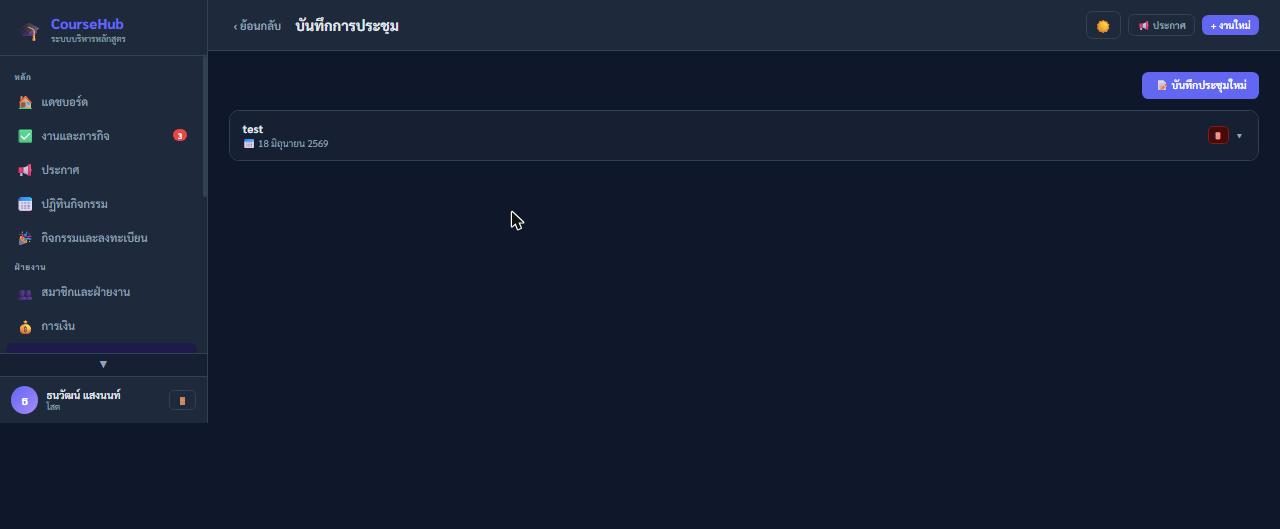 CourseHub
ระบบบริหารหลักสูตร
หลัก
แดชบอร์ด
งานและภารกิจ
3
ประกาศ
ปฏิทินกิจกรรม
กิจกรรมและลงทะเบียน
ฝ่ายงาน
สมาชิกและฝ่ายงาน
การเงิน
▼
ธ
ธนวัฒน์ แสงนนท์
โสต
‹ ย้อนกลับ
บันทึกการประชุม
ประกาศ
+ งานใหม่
บันทึกประชุมใหม่
test
18 มิถุนายน 2569
▼